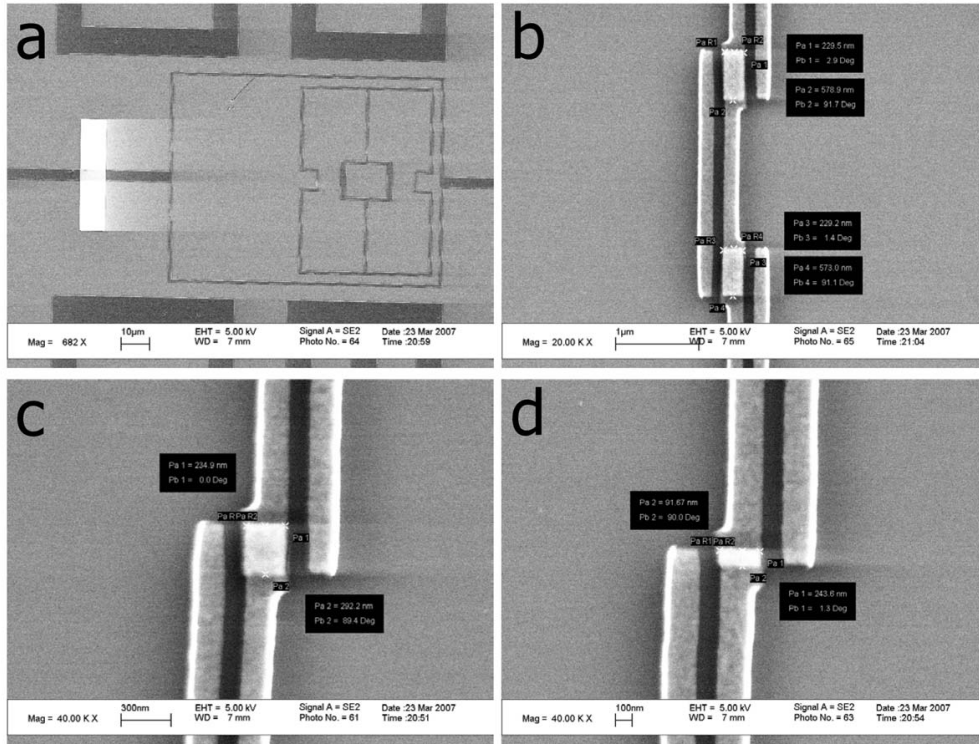 a
Mag = 682 X
10µm
EHT = 5.00 kV
WD = 7 mm
Signal A = SE2
Photo No. = 64
Date :23 Mar 2007
Time :20:59
b
Pa R1
Pa R2
Pa 1
Pa 2
Pa 1 = 229.5 nm
Pb 1 = 2.9 Deg
Pa 2 = 578.9 nm
Pb 2 = 91.7 Deg
Pa R3
Pa R4
Pa 3
Pa 4
Pa 3 = 229.2 nm
Pb 3 = 1.4 Deg
Pa 4 = 573.0 nm
Pb 4 = 91.1 Deg
Mag = 20.00 K X
1µm
EHT = 5.00 kV
WD = 7 mm
Signal A = SE2
Photo No. = 65
Date :23 Mar 2007
Time :21:04
c
Pa 1 = 234.9 nm
Pb 1 = 0.0 Deg
Pa R
Pa R2
Pa 1
Pa 2
Pa 2 = 292.2 nm
Pb 2 = 89.4 Deg
Mag = 40.00 K X
300nm
EHT = 5.00 kV
WD = 7 mm
Signal A = SE2
Photo No. = 61
Date :23 Mar 2007
Time :20:51
d
Pa 2 = 91.67 nm
Pb 2 = 90.0 Deg
Pa R1
Pa R2
Pa 1
Pa 2
Pa 1 = 243.6 nm
Pb 1 = 1.3 Deg
Mag = 40.00 K X
100nm
EHT = 5.00 kV
WD = 7 mm
Signal A = SE2
Photo No. = 63
Date :23 Mar 2007
Time :20:54